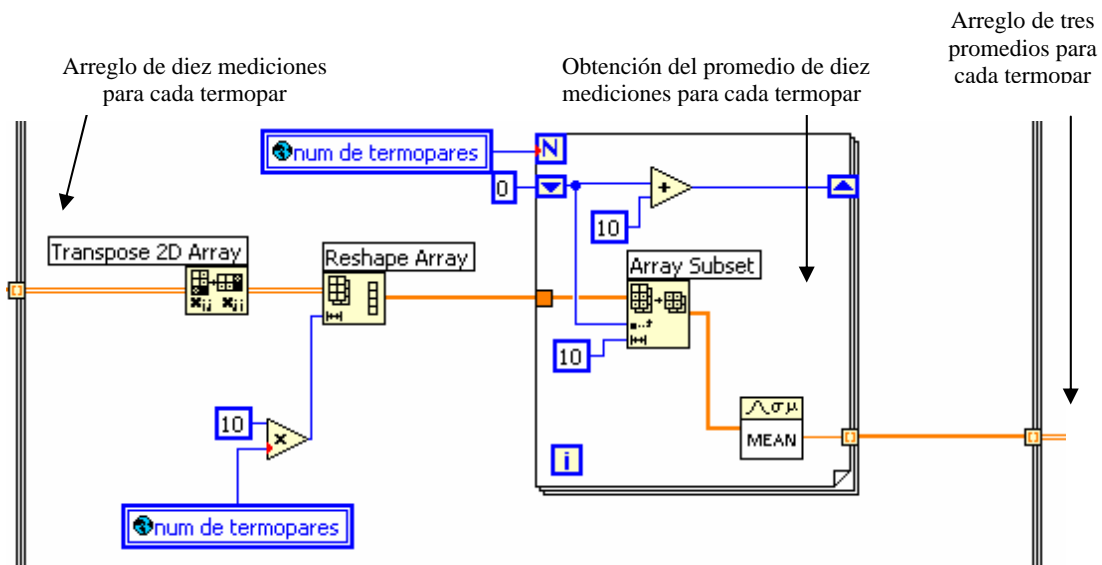 Arreglo de tres
promedios para
cada termopar
Arreglo de diez mediciones
para cada termopar
Obtención del promedio de diez
mediciones para cada termopar
num de termopares
N
0
+
10
Transpose 2D Array
Reshape Array
Array Subset
10
10
x
MEAN
i
num de termopares